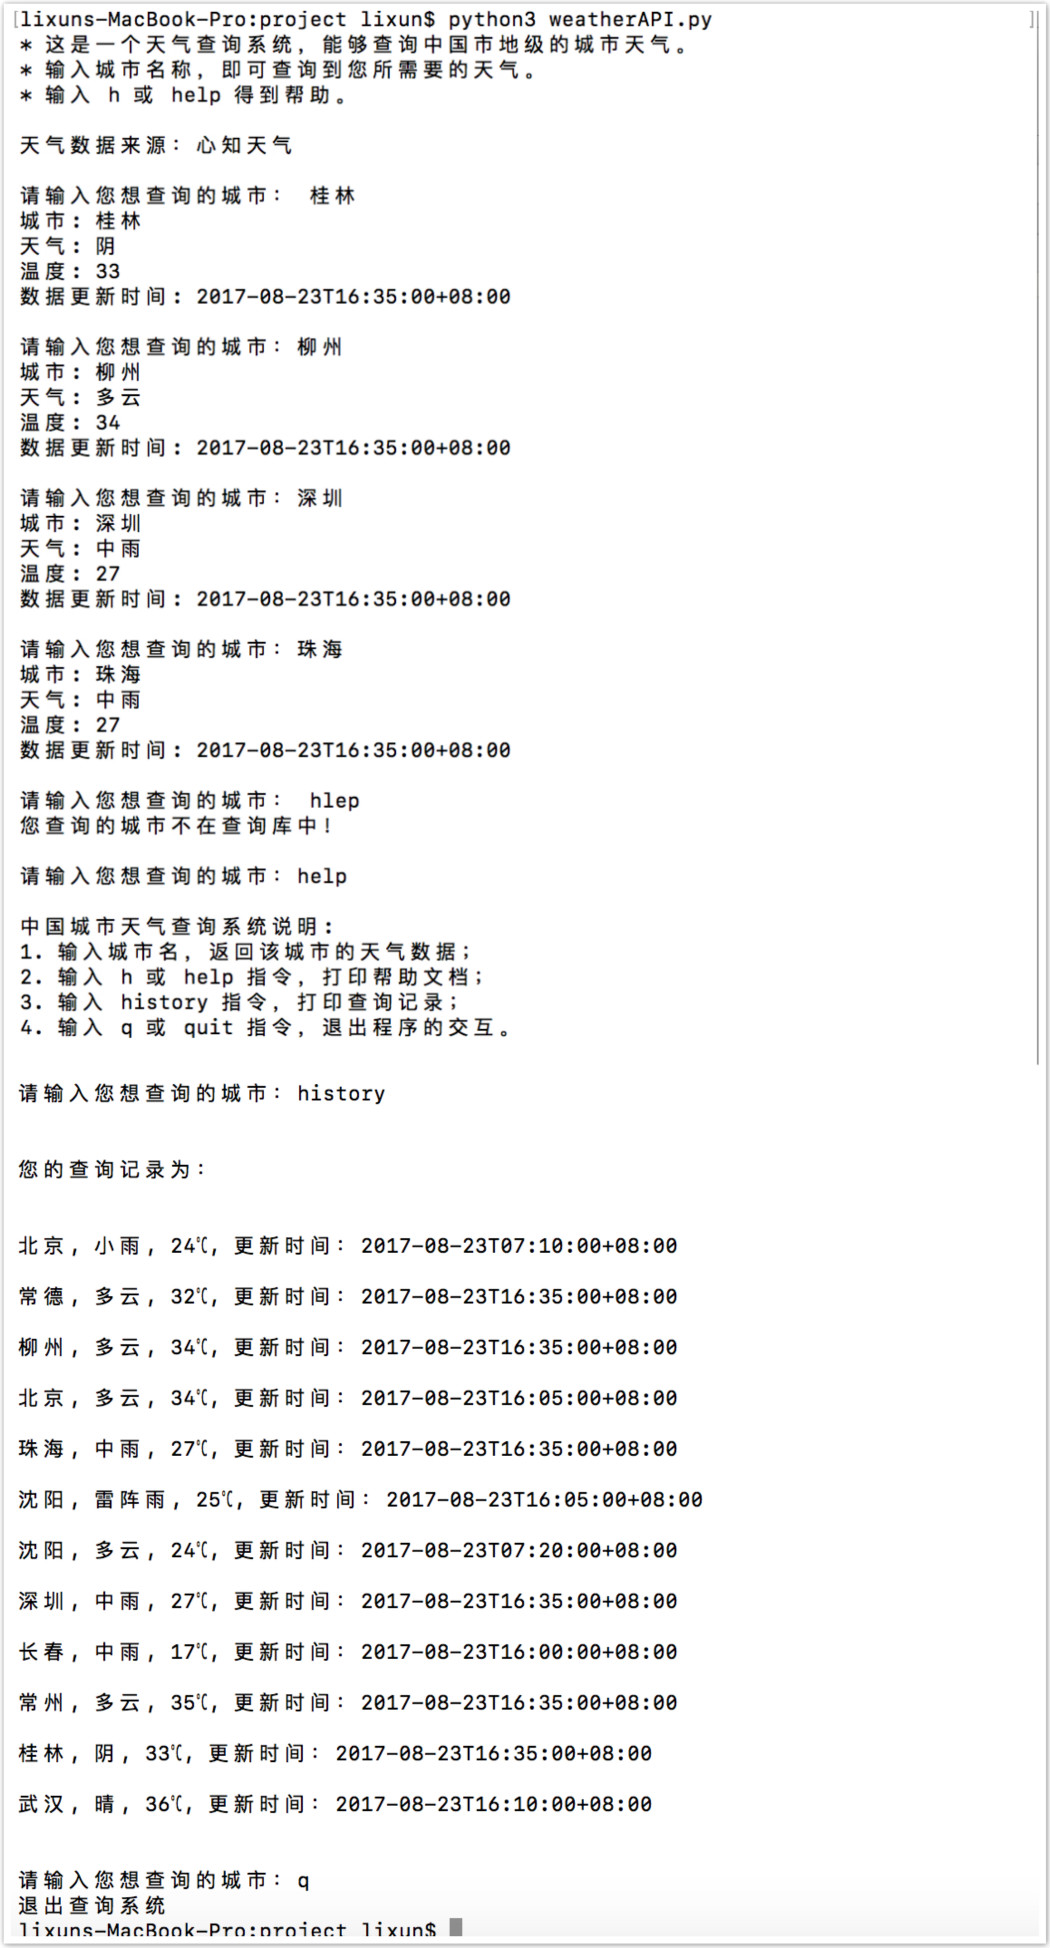 lixuns-MacBook-Pro:project lixun$ python3 weatherAPI.py
* 这是一个天气查询系统，能够查询中国市地级的城市天气。
* 输入城市名称，即可查询到您所需要的天气。
* 输入 h 或 help 得到帮助。
天气数据来源：心知天气
请输入您想查询的城市： 桂林
城市：桂林
天气：阴
温度：33
数据更新时间：2017-08-23T16:35:00+08:00
请输入您想查询的城市：柳州
城市：柳州
天气：多云
温度：34
数据更新时间：2017-08-23T16:35:00+08:00
请输入您想查询的城市：深圳
城市：深圳
天气：中雨
温度：27
数据更新时间：2017-08-23T16:35:00+08:00
请输入您想查询的城市：珠海
城市：珠海
天气：中雨
温度：27
数据更新时间：2017-08-23T16:35:00+08:00
请输入您想查询的城市： hlep
您查询的城市不在查询库中！
请输入您想查询的城市：help
中国城市天气查询系统说明：
1. 输入城市名，返回该城市的天气数据；
2. 输入 h 或 help 指令，打印帮助文档；
3. 输入 history 指令，打印查询记录；
4. 输入 q 或 quit 指令，退出程序的交互。
请输入您想查询的城市：history
您的查询记录为：
北京，小雨，24℃，更新时间：2017-08-23T07:10:00+08:00
常德，多云，32℃，更新时间：2017-08-23T16:35:00+08:00
柳州，多云，34℃，更新时间：2017-08-23T16:35:00+08:00
北京，多云，34℃，更新时间：2017-08-23T16:05:00+08:00
珠海，中雨，27℃，更新时间：2017-08-23T16:35:00+08:00
沈阳，雷阵雨，25℃，更新时间：2017-08-23T16:05:00+08:00
沈阳，多云，24℃，更新时间：2017-08-23T07:20:00+08:00
深圳，中雨，27℃，更新时间：2017-08-23T16:35:00+08:00
长春，中雨，17℃，更新时间：2017-08-23T16:00:00+08:00
常州，多云，35℃，更新时间：2017-08-23T16:35:00+08:00
桂林，阴，33℃，更新时间：2017-08-23T16:35:00+08:00
武汉，晴，36℃，更新时间：2017-08-23T16:10:00+08:00
请输入您想查询的城市：q
退出查询系统
lixuns-MacBook-Pro:project lixun$